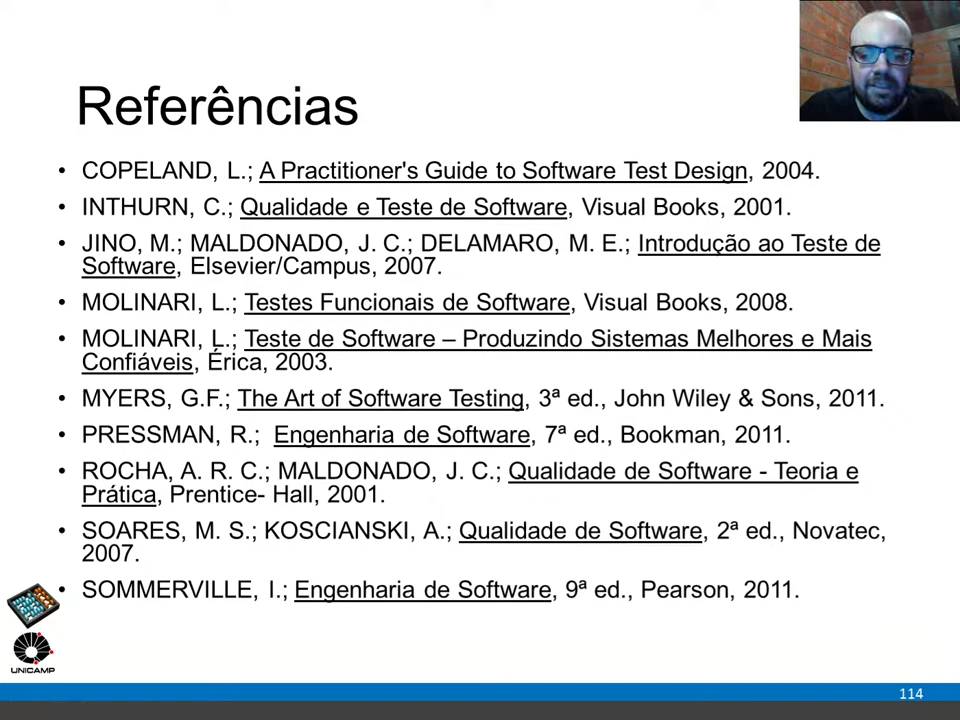 Referências
• COPELAND, L.; A Practitioner's Guide to Software Test Design, 2004.
• INTHURN, C.; Qualidade e Teste de Software, Visual Books, 2001.
• JINO, M.; MALDONADO, J. C.; DELAMARO, M. E.; Introdução ao Teste de
Software, Elsevier/Campus, 2007.
• MOLINARI, L.; Testes Funcionais de Software, Visual Books, 2008.
• MOLINARI, L.; Teste de Software – Produzindo Sistemas Melhores e Mais
Confiáveis, Érica, 2003.
• MYERS, G.F.; The Art of Software Testing, 3ª ed., John Wiley & Sons, 2011.
• PRESSMAN, R.; Engenharia de Software, 7ª ed., Bookman, 2011.
• ROCHA, A. R. C.; MALDONADO, J. C.; Qualidade de Software - Teoria e
Prática, Prentice- Hall, 2001.
• SOARES, M. S.; KOSCIANSKI, A.; Qualidade de Software, 2ª ed., Novatec,
2007.
• SOMMERVILLE, I.; Engenharia de Software, 9ª ed., Pearson, 2011.
UNICAMP
114